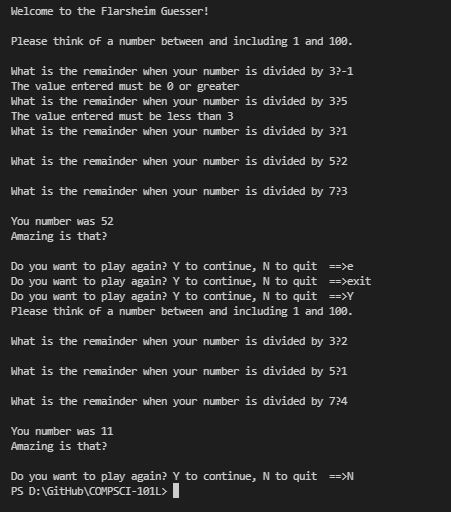 Welcome to the Flarsheim Guesser!
Please think of a number between and including 1 and 100.
What is the remainder when your number is divided by 3?-1
The value entered must be 0 or greater
What is the remainder when your number is divided by 3?5
The value entered must be less than 3
What is the remainder when your number is divided by 3?1
What is the remainder when your number is divided by 5?2
What is the remainder when your number is divided by 7?3
You number was 52
Amazing is that?
Do you want to play again? Y to continue, N to quit  ==>e
Do you want to play again? Y to continue, N to quit  ==>exit
Do you want to play again? Y to continue, N to quit  ==>Y
Please think of a number between and including 1 and 100.
What is the remainder when your number is divided by 3?2
What is the remainder when your number is divided by 5?1
What is the remainder when your number is divided by 7?4
You number was 11
Amazing is that?
Do you want to play again? Y to continue, N to quit  ==>N
PS D:\GitHub\COMPSCI-101L>